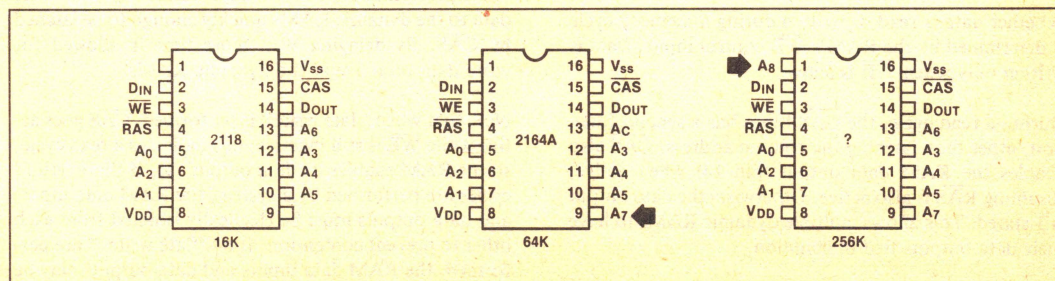 1 16 VSS
DIN 2 15 CAS
WE 3 14 DOUT
RAS 4 13 A6
2118
A0 5 12 A3
A2 6 11 A4
A1 7 10 A5
VDD 8 9
16K
1 16 VSS
DIN 2 15 CAS
WE 3 14 DOUT
RAS 4 13 AC
2164A
A0 5 12 A3
A2 6 11 A4
A1 7 10 A5
VDD 8 9 A7
64K
A8 1 16 VSS
DIN 2 15 CAS
WE 3 14 DOUT
RAS 4 13 A6
?
A0 5 12 A3
A2 6 11 A4
A1 7 10 A5
VDD 8 9 A7
256K